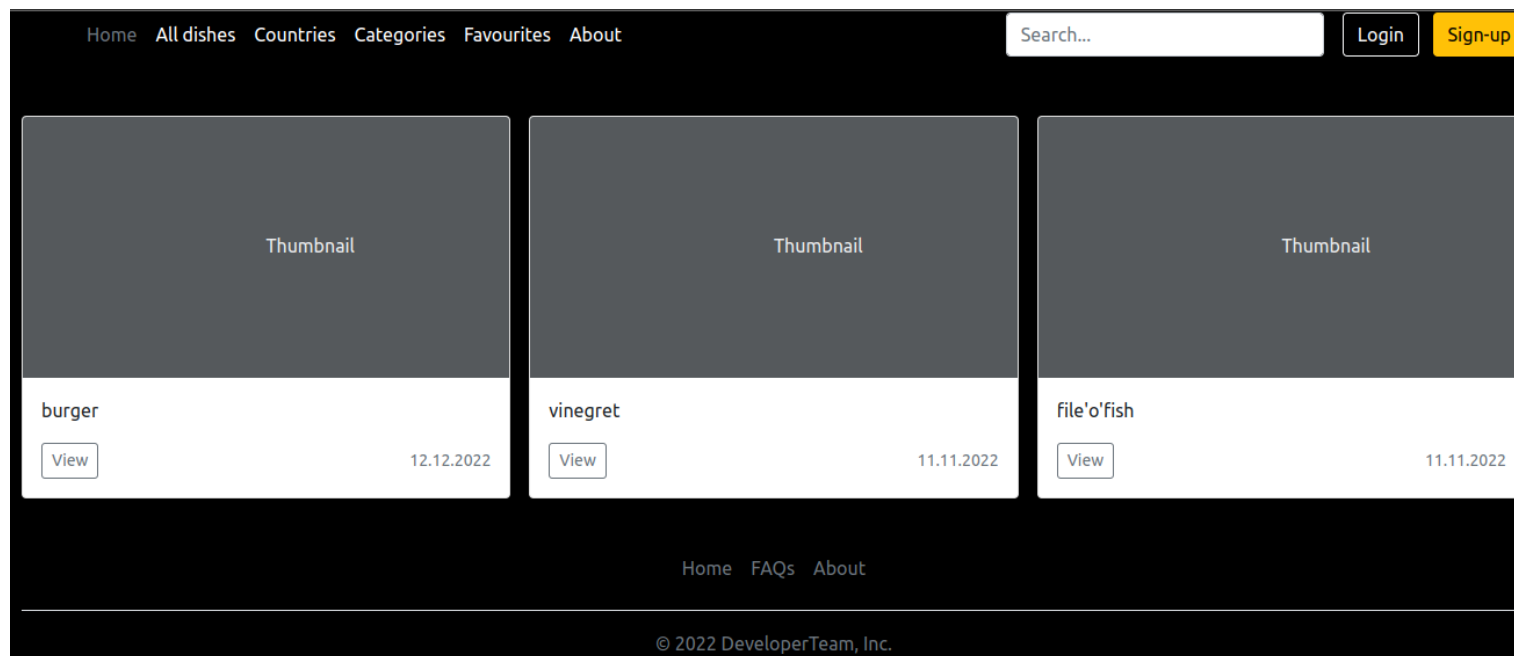 Home All dishes Countries Categories Favourites About Search... Login Sign-up
Thumbnail Thumbnail Thumbnail
burger vinegret file'o'fish
View 12.12.2022 View 11.11.2022 View 11.11.2022
Home FAQs About
© 2022 DeveloperTeam, Inc.